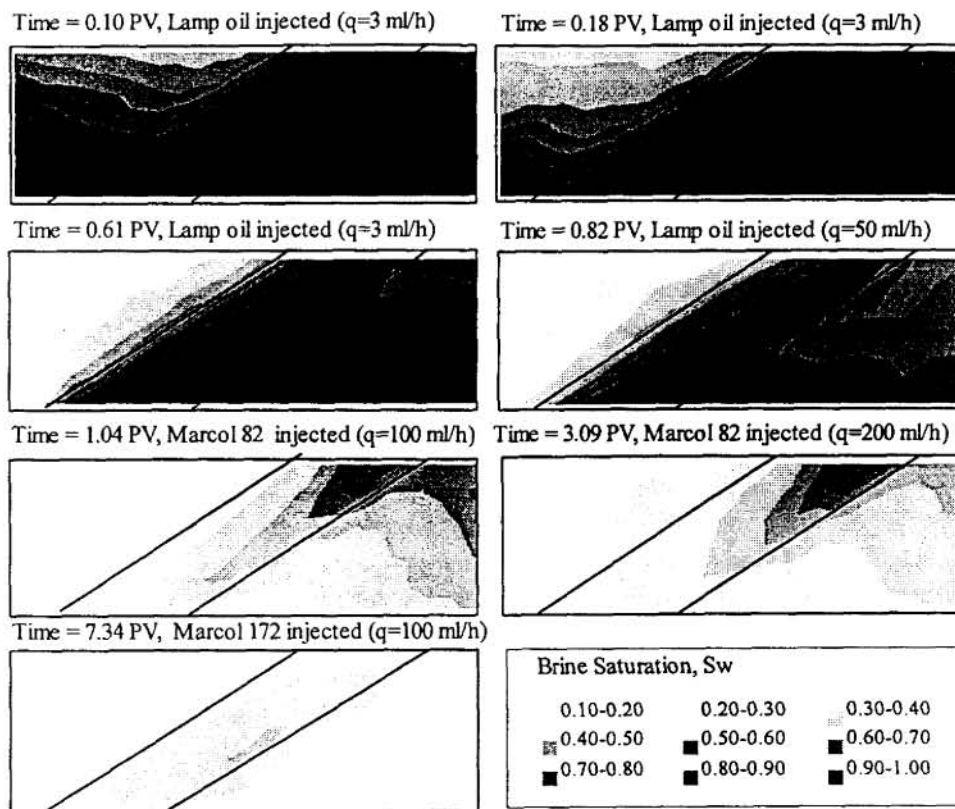 Time = 0.10 PV, Lamp oil injected (q=3 ml/h)
Time = 0.18 PV, Lamp oil injected (q=3 ml/h)
Time = 0.61 PV, Lamp oil injected (q=3 ml/h)
Time = 0.82 PV, Lamp oil injected (q=50 ml/h)
Time = 1.04 PV, Marcol 82 injected (q=100 ml/h)
Time = 3.09 PV, Marcol 82 injected (q=200 ml/h)
Time = 7.34 PV, Marcol 172 injected (q=100 ml/h)
Brine Saturation, Sw
0.10-0.20 0.20-0.30 0.30-0.40
0.40-0.50 0.50-0.60 0.60-0.70
0.70-0.80 0.80-0.90 0.90-1.00